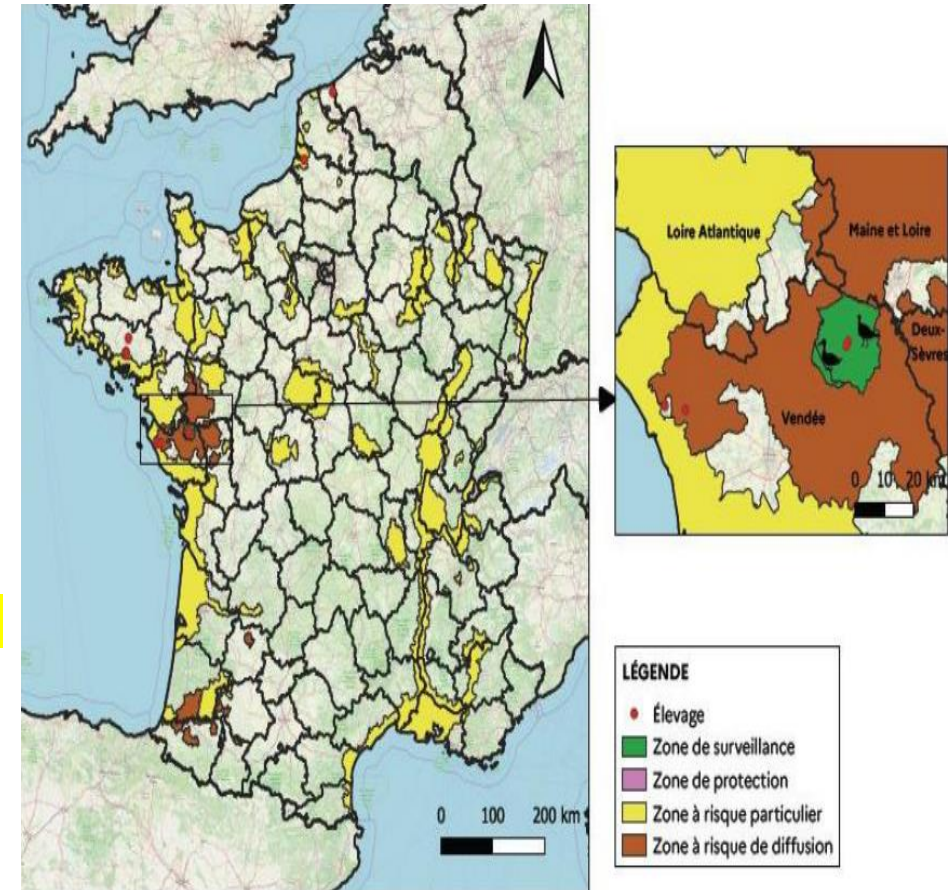 0 100 200 km
Loire Atlantique
Maine et Loire
Deux-
Sèvres
Vendée
0 10 20 km
LÉGENDE
Élevage
Zone de surveillance
Zone de protection
Zone à risque particulier
Zone à risque de diffusion